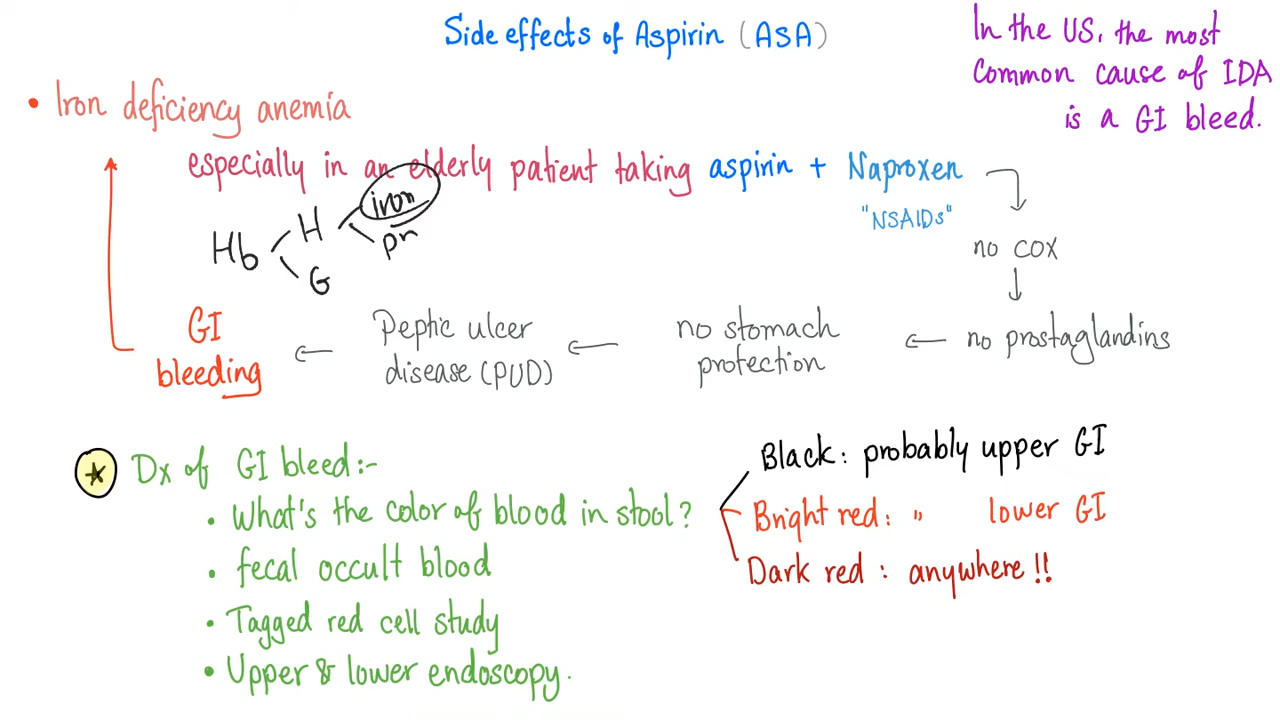 Side effects of Aspirin (ASA)
In the US, the most
common cause of IDA
is a GI bleed.
• Iron deficiency anemia
especially in an elderly patient taking aspirin + Naproxen
"NSAIDs"
Hb
H
iron
pr
G
no COX
no prostaglandins
no stomach
protection
Peptic ulcer
disease (PUD)
GI
bleeding
* Dx of GI bleed:-
• What's the color of blood in stool?
• fecal occult blood
• Tagged red cell study
• Upper & lower endoscopy.
Black: probably upper GI
Bright red: " lower GI
Dark red: anywhere!!